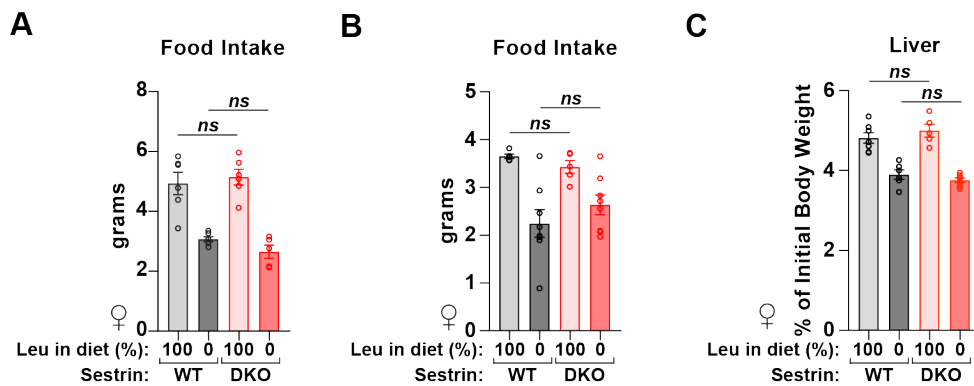 A
Food Intake
grams
8
6
4
2
0
ns
ns
♀
Leu in diet (%): 100 0 100 0
Sestrin: WT DKO
B
Food Intake
grams
5
4
3
2
1
0
ns
ns
♀
Leu in diet (%): 100 0 100 0
Sestrin: WT DKO
C
Liver
% of Initial Body Weight
6
4
2
0
ns
ns
♀
Leu in diet (%): 100 0 100 0
Sestrin: WT DKO